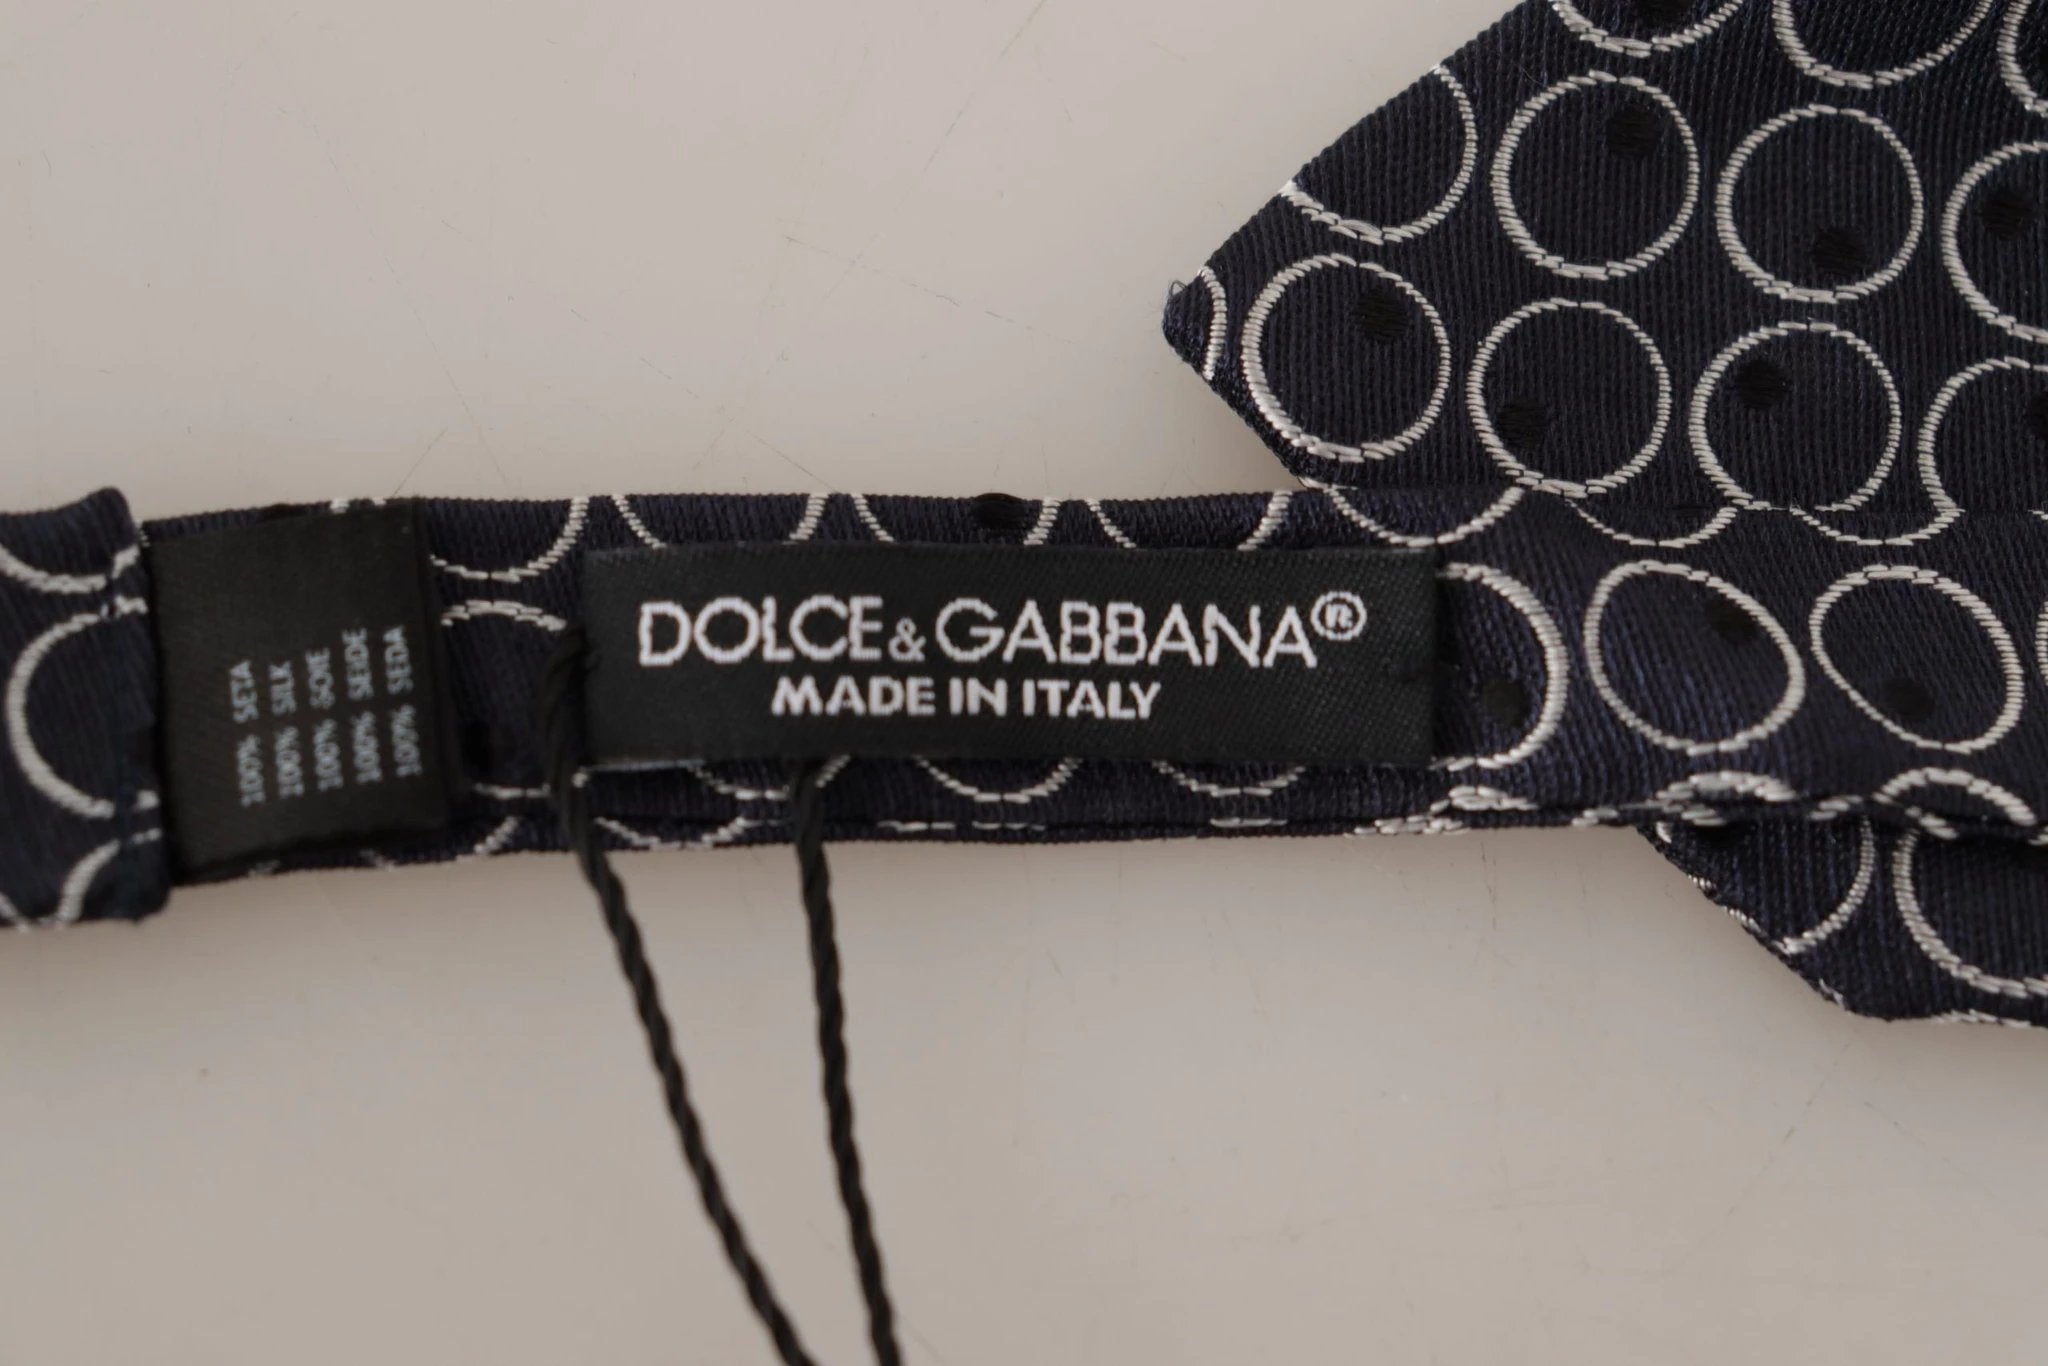 DOLCE&GABBANA®
MADE IN ITALY
100% SETA
100% SILK
100% SOIE
100% SEIDE
100% SEDA